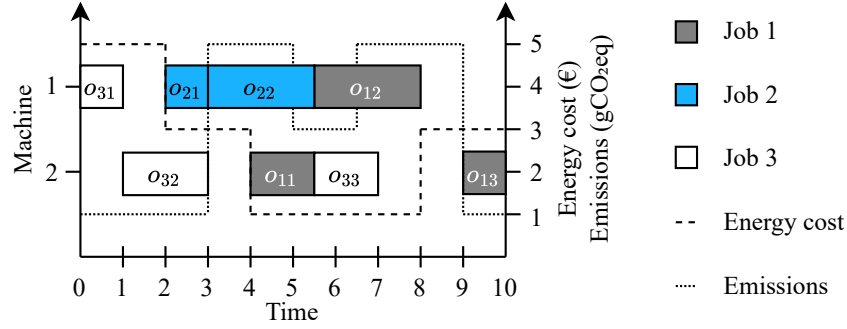 Machine
1
2
o₃₁
o₂₁
o₂₂
o₁₂
o₃₂
o₁₁
o₃₃
o₁₃
0 1 2 3 4 5 6 7 8 9 10
Time
5
4
3
2
1
Energy cost (€)
Emissions (gCO₂eq)
Job 1
Job 2
Job 3
Energy cost
Emissions